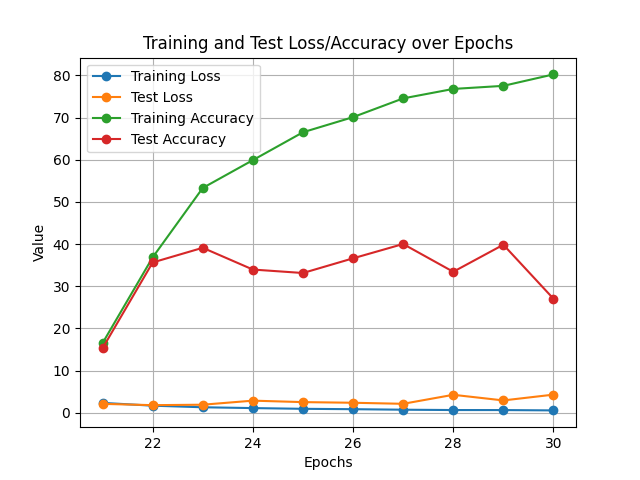 Training and Test Loss/Accuracy over Epochs
Training Loss
Test Loss
Training Accuracy
Test Accuracy
80
70
60
50
40
30
20
10
0
Value
22 24 26 28 30
Epochs